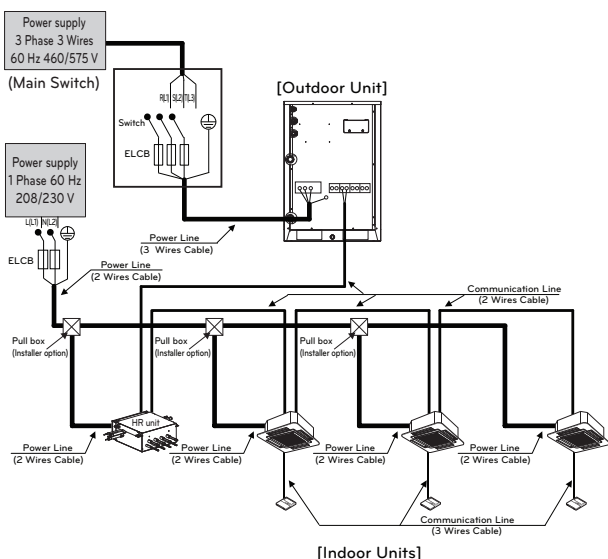 Power supply
3 Phase 3 Wires
60 Hz 460/575 V
(Main Switch)
R(L1) S(L2) T(L3)
Switch
ELCB
[Outdoor Unit]
Power supply
1 Phase 60 Hz
208/230 V
L(L1) N(L2)
ELCB
Power Line
(2 Wires Cable)
Power Line
(3 Wires Cable)
Communication Line
(2 Wires Cable)
Pull box
(Installer option)
Pull box
(Installer option)
Pull box
(Installer option)
HR unit
Power Line
(2 Wires Cable)
Power Line
(2 Wires Cable)
Power Line
(2 Wires Cable)
Power Line
(2 Wires Cable)
Communication Line
(3 Wires Cable)
[Indoor Units]